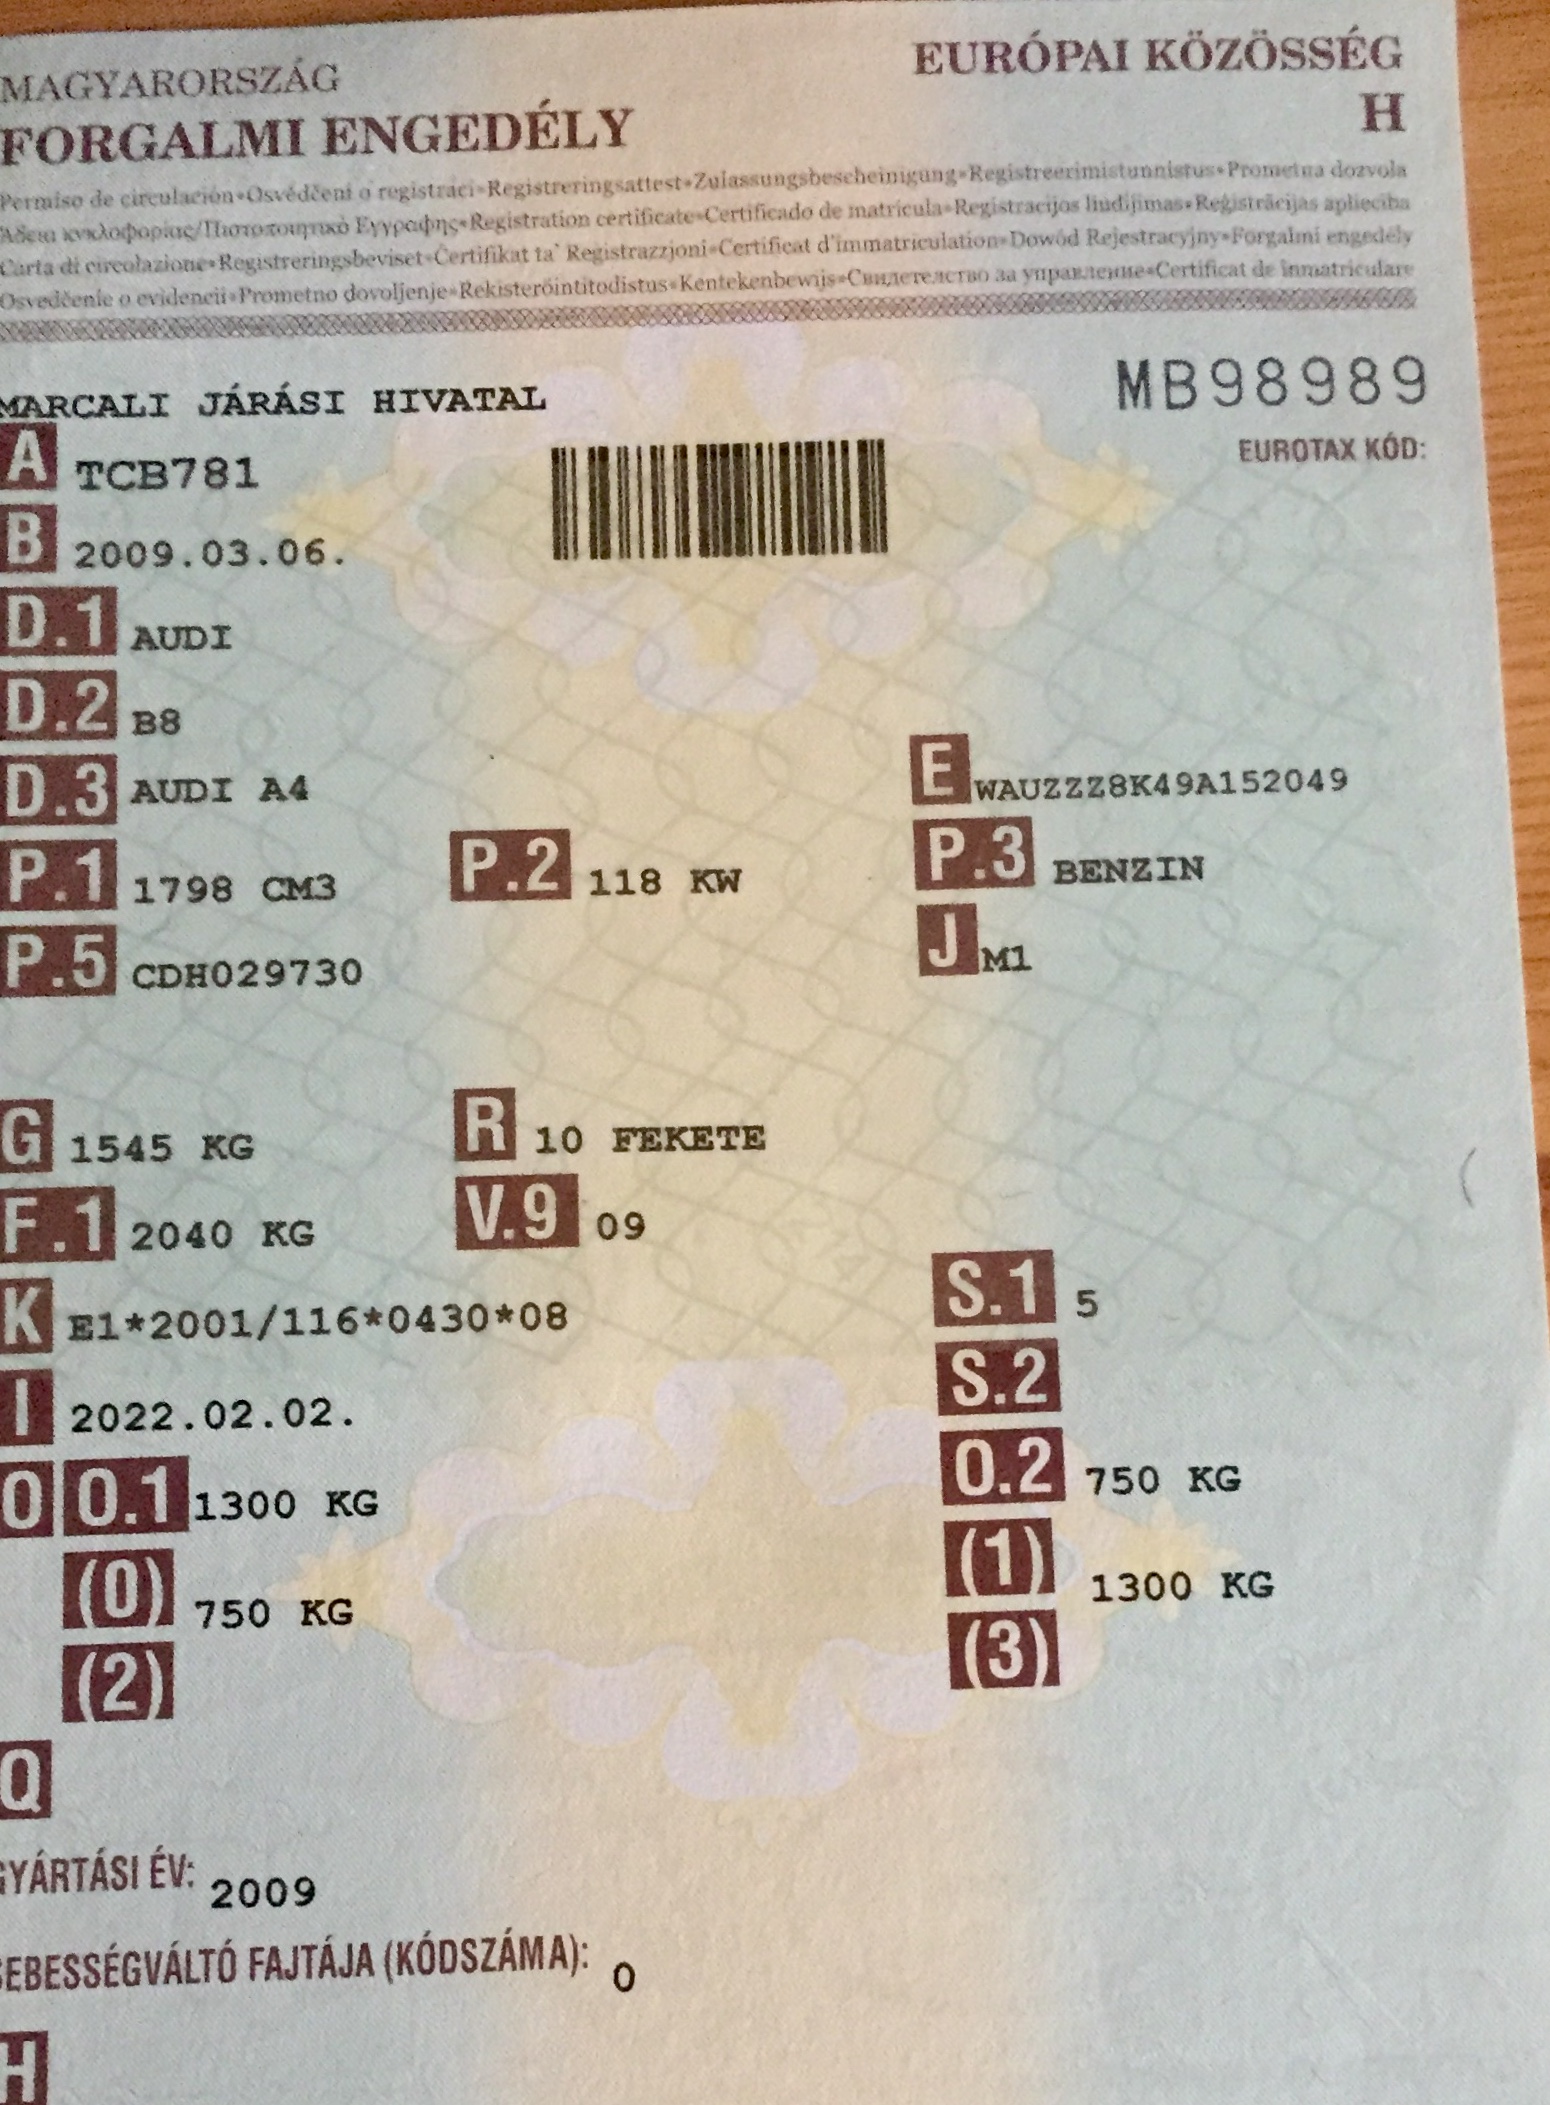 MAGYARORSZÁG
EURÓPAI KÖZÖSSÉG
FORGALMI ENGEDÉLY
H
Permiso de circulación•Osvědčení o registraci•Registreringsattest•Zulassungsbescheinigung•Registreerimistunnistus•Prometna dozvola
Άδεια κυκλοφορίας/Πιστοποιητικό Εγγραφής•Registration certificate•Certificado de matrícula•Registracijos liudijimas•Reģistrācijas apliecība
Carta di circolazione•Registreringsbeviset•Ċertifikat ta' Reġistrazzjoni•Certificat d'immatriculation•Dowód Rejestracyjny•Forgalmi engedély
Osvedčenie o evidencii•Prometno dovoljenje•Rekisteröintitodistus•Kentekenbewijs•Свидетелство за управление•Certificat de înmatriculare
MARCALI JÁRÁSI HIVATAL
MB98989
EUROTAX KÓD:
A TCB781
B 2009.03.06.
D.1 AUDI
D.2 B8
D.3 AUDI A4
E WAUZZZ8K49A152049
P.1 1798 CM3 P.2 118 KW P.3 BENZIN
P.5 CDH029730 J M1
G 1545 KG R 10 FEKETE
F.1 2040 KG V.9 09
K E1*2001/116*0430*08 S.1 5
I 2022.02.02. S.2
O O.1 1300 KG O.2 750 KG
(0) 750 KG (1) 1300 KG
(2) (3)
Q
GYÁRTÁSI ÉV: 2009
SEBESSÉGVÁLTÓ FAJTÁJA (KÓDSZÁMA): 0
H